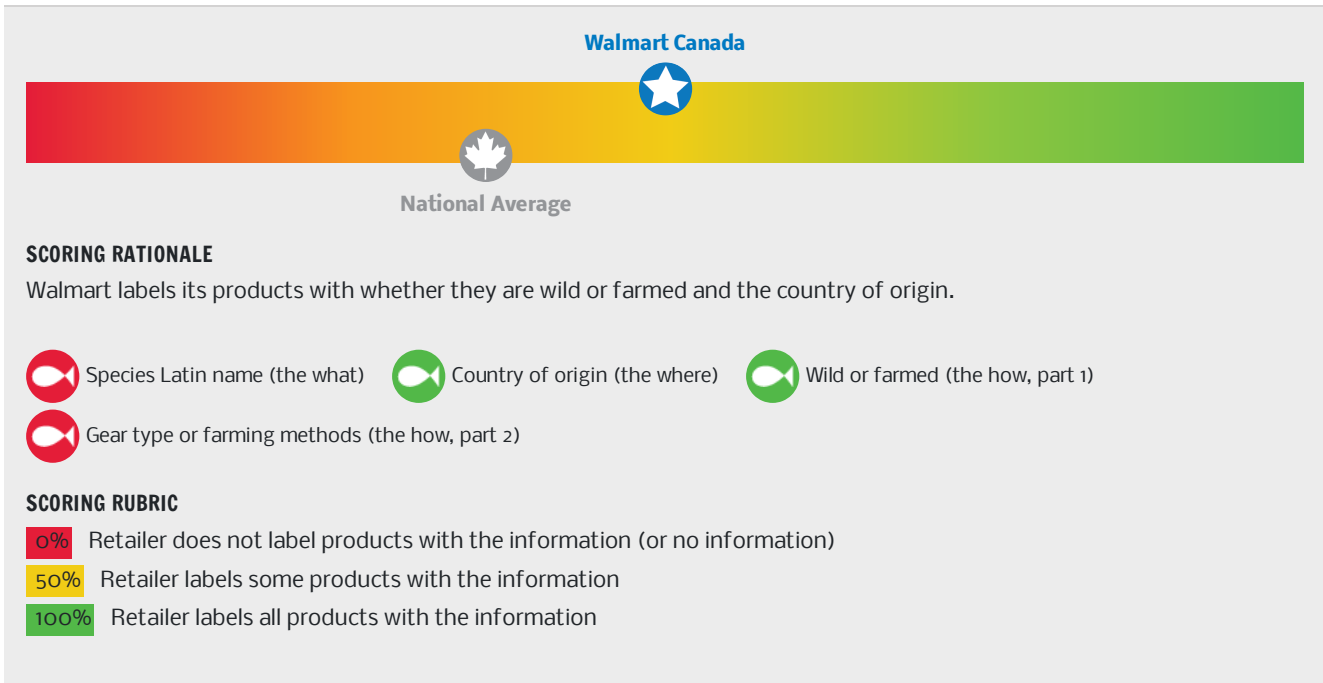 Walmart Canada
National Average
SCORING RATIONALE
Walmart labels its products with whether they are wild or farmed and the country of origin.
Species Latin name (the what) Country of origin (the where) Wild or farmed (the how, part 1)
Gear type or farming methods (the how, part 2)
SCORING RUBRIC
0% Retailer does not label products with the information (or no information)
50% Retailer labels some products with the information
100% Retailer labels all products with the information